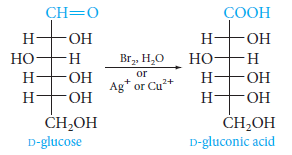 CH=O
H OH
HO H
H OH
H OH
CH₂OH
D-glucose
Br₂, H₂O
or
Ag⁺ or Cu²⁺
COOH
H OH
HO H
H OH
H OH
CH₂OH
D-gluconic acid